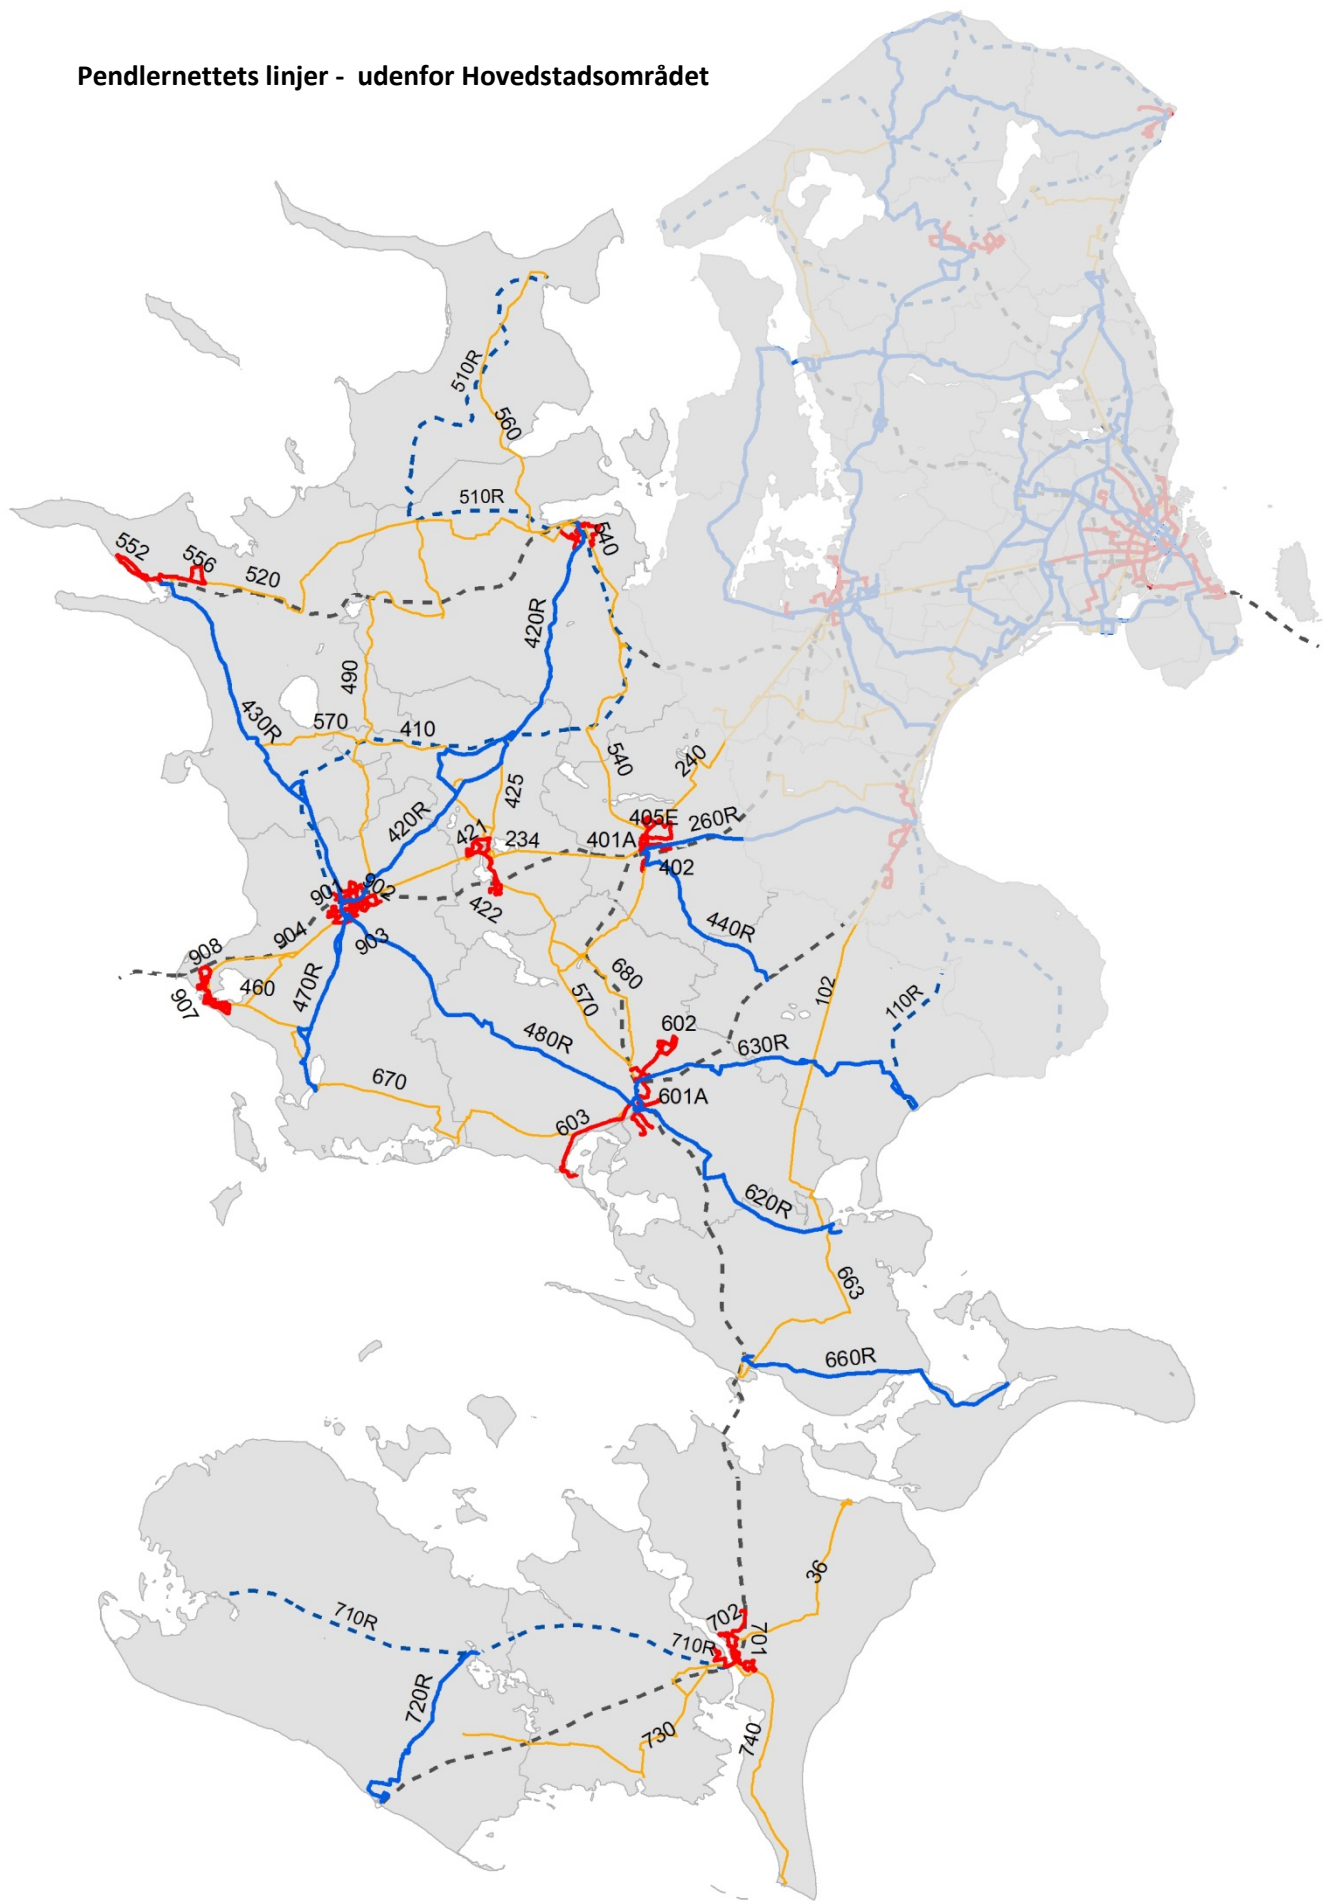 Pendlernettets linjer - udenfor Hovedstadsområdet
510R
560
510R
540
552
556
520
420R
490
430R
570
410
540
240
425
420R
405E
260R
421
234
401A
402
901
902
422
440R
903
904
908
907
460
470R
680
570
102
110R
602
480R
630R
670
601A
603
620R
663
660R
36
710R
702
701
710R
720R
730
740